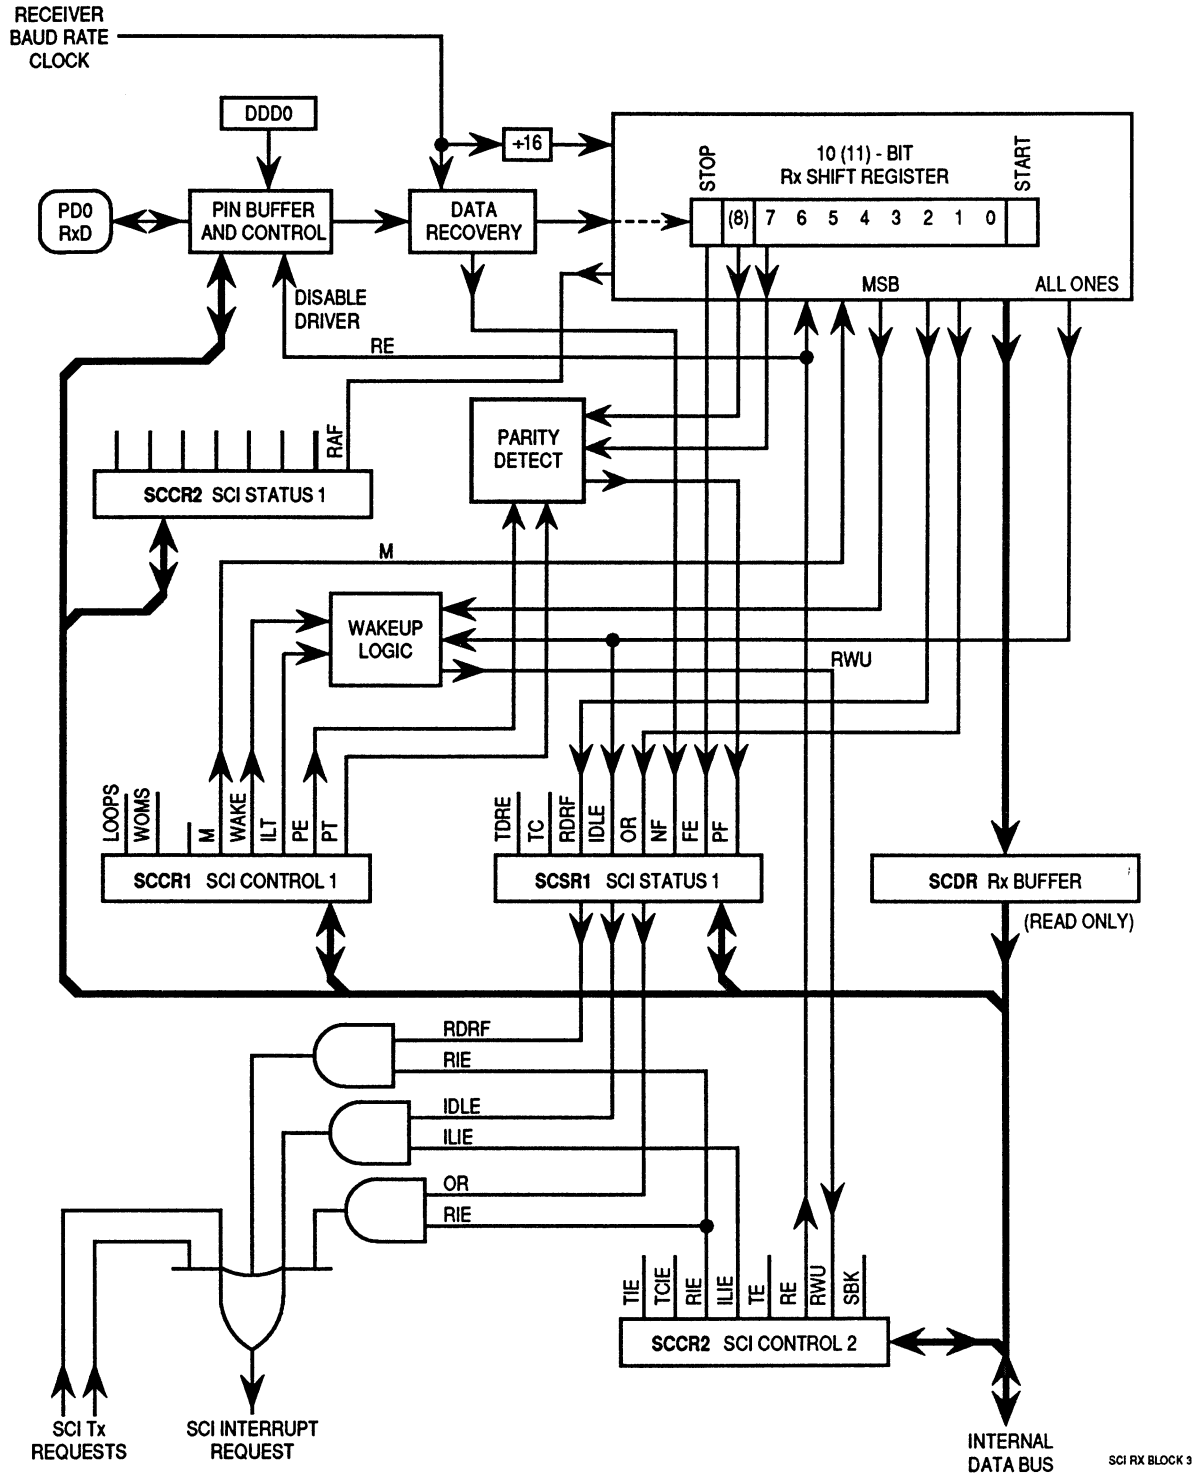 RECEIVER
BAUD RATE
CLOCK
DDD0
÷16
10 (11) - BIT
Rx SHIFT REGISTER
STOP
START
PD0
RxD
PIN BUFFER
AND CONTROL
DATA
RECOVERY
(8) 7 6 5 4 3 2 1 0
MSB
ALL ONES
DISABLE
DRIVER
RE
RAF
PARITY
DETECT
SCCR2 SCI STATUS 1
M
WAKEUP
LOGIC
RWU
LOOPS
WOMS
M
WAKE
ILT
PE
PT
TDRE
TC
RDRF
IDLE
OR
NF
FE
PF
SCCR1 SCI CONTROL 1
SCSR1 SCI STATUS 1
SCDR Rx BUFFER
(READ ONLY)
RDRF
RIE
IDLE
ILIE
OR
RIE
TIE
TCIE
RIE
ILIE
TE
RE
RWU
SBK
SCCR2 SCI CONTROL 2
SCI Tx
REQUESTS
SCI INTERRUPT
REQUEST
INTERNAL
DATA BUS
SCI RX BLOCK 3